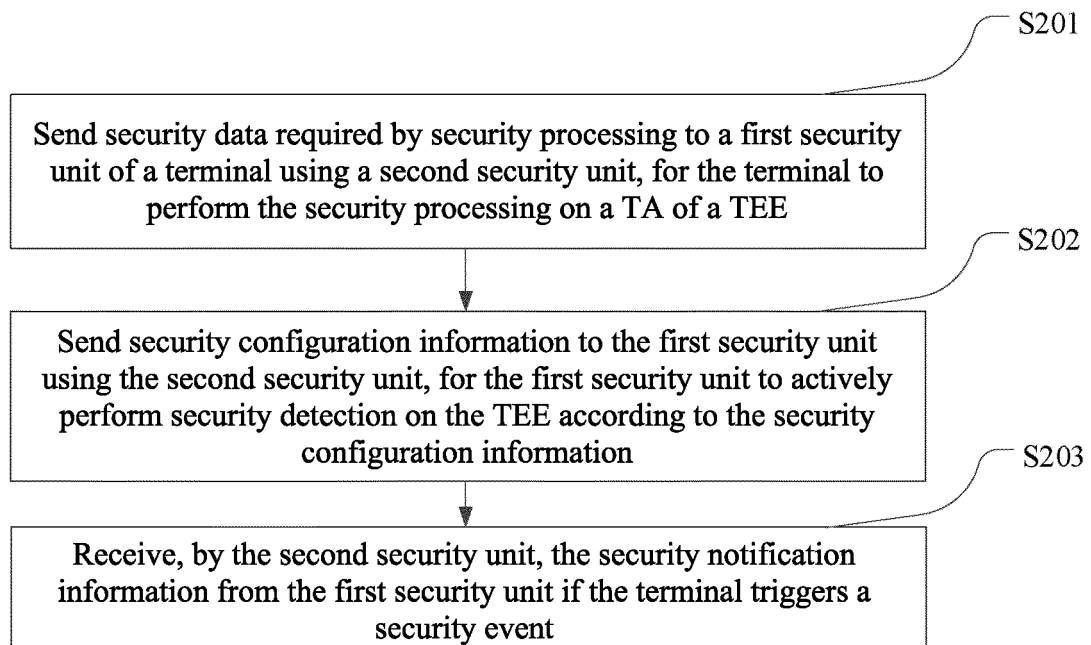 S201
Send security data required by security processing to a first security
unit of a terminal using a second security unit, for the terminal to
perform the security processing on a TA of a TEE
S202
Send security configuration information to the first security unit
using the second security unit, for the first security unit to actively
perform security detection on the TEE according to the security
configuration information
S203
Receive, by the second security unit, the security notification
information from the first security unit if the terminal triggers a
security event